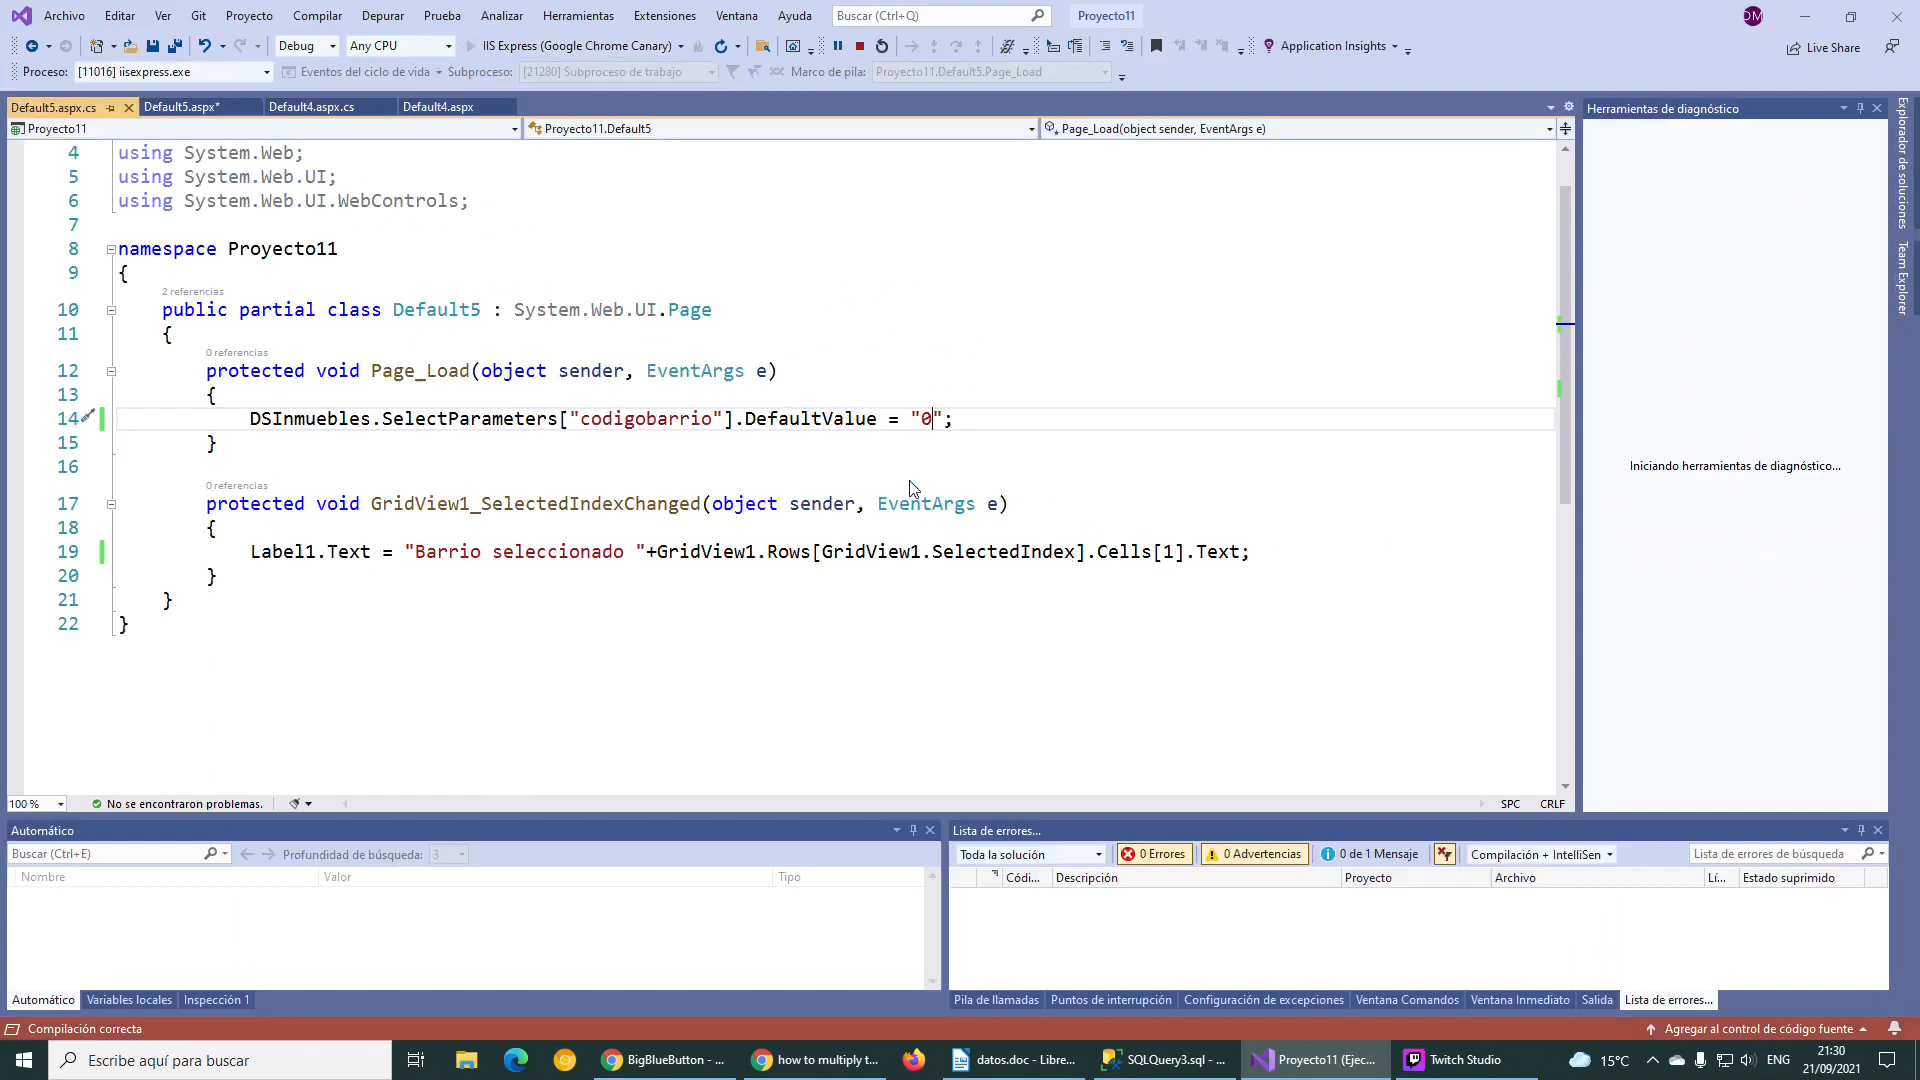 Archivo Editar Ver Git Proyecto Compilar Depurar Prueba Analizar Herramientas Extensiones Ventana Ayuda Buscar (Ctrl+Q) Proyecto11 DM
Debug Any CPU IIS Express (Google Chrome Canary) Application Insights Live Share
Proceso: [11016] iisexpress.exe Eventos del ciclo de vida Subproceso: [21280] Subproceso de trabajo Marco de pila: Proyecto11.Default5.Page_Load
Default5.aspx.cs Default5.aspx* Default4.aspx.cs Default4.aspx
Herramientas de diagnóstico
Proyecto11 Proyecto11.Default5 Page_Load(object sender, EventArgs e)
4 using System.Web;
5 using System.Web.UI;
6 using System.Web.UI.WebControls;
7
8 namespace Proyecto11
9 {
2 referencias
10 public partial class Default5 : System.Web.UI.Page
11 {
0 referencias
12 protected void Page_Load(object sender, EventArgs e)
13 {
14 DSInmuebles.SelectParameters["codigobarrio"].DefaultValue = "0";
15 }
16
0 referencias
17 protected void GridView1_SelectedIndexChanged(object sender, EventArgs e)
18 {
19 Label1.Text = "Barrio seleccionado "+GridView1.Rows[GridView1.SelectedIndex].Cells[1].Text;
20 }
21 }
22 }
Iniciando herramientas de diagnóstico...
Explorador de soluciones
Team Explorer
100 % No se encontraron problemas. SPC CRLF
Automático
Buscar (Ctrl+E) Profundidad de búsqueda: 3
Nombre Valor Tipo
Automático Variables locales Inspección 1
Lista de errores...
Toda la solución 0 Errores 0 Advertencias 0 de 1 Mensaje Compilación + IntelliSen Lista de errores de búsqueda
Códi... Descripción Proyecto Archivo Lí... Estado suprimido
Pila de llamadas Puntos de interrupción Configuración de excepciones Ventana Comandos Ventana Inmediato Salida Lista de errores...
Compilación correcta Agregar al control de código fuente
Escribe aquí para buscar BigBlueButton - ... how to multiply t... datos.doc - Libre... SQLQuery3.sql - ... Proyecto11 (Ejec... Twitch Studio 15°C ENG 21:30
21/09/2021